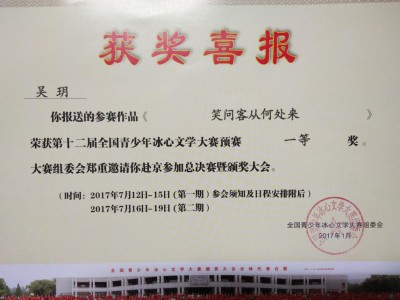 获奖喜报
吴玥
你报送的参赛作品《 笑问客从何处来 》
荣获第十二届全国青少年冰心文学大赛预赛 一等 奖。
大赛组委会郑重邀请你赴京参加总决赛暨颁奖大会。
(时间：2017年7月12日-15日(第一期)参会须知及日程安排附后)
2017年7月16日-19日(第二期)
全国青少年冰心文学大赛组委会
2017年1月